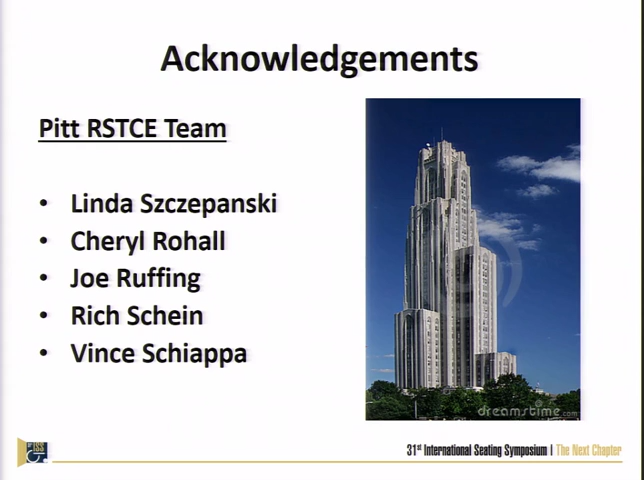 Acknowledgements
Pitt RSTCE Team
• Linda Szczepanski
• Cheryl Rohall
• Joe Ruffing
• Rich Schein
• Vince Schiappa
dreamstime.com
31st International Seating Symposium | The Next Chapter